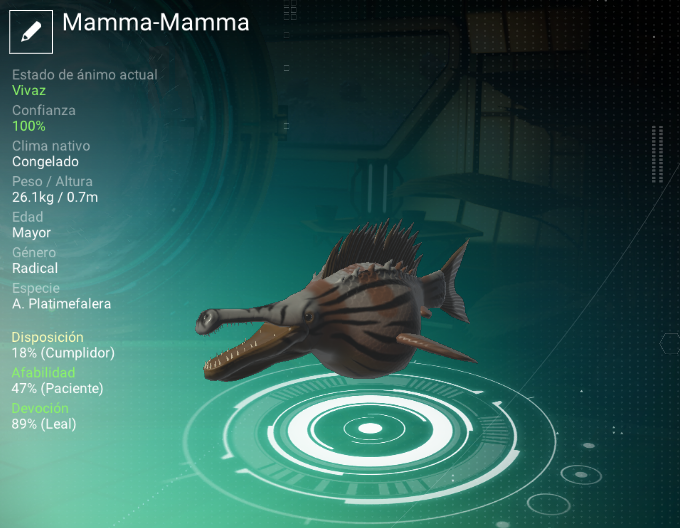 Mamma-Mamma
Estado de ánimo actual
Vivaz
Confianza
100%
Clima nativo
Congelado
Peso / Altura
26.1kg / 0.7m
Edad
Mayor
Género
Radical
Especie
A. Platimefalera
Disposición
18% (Cumplidor)
Afabilidad
47% (Paciente)
Devoción
89% (Leal)